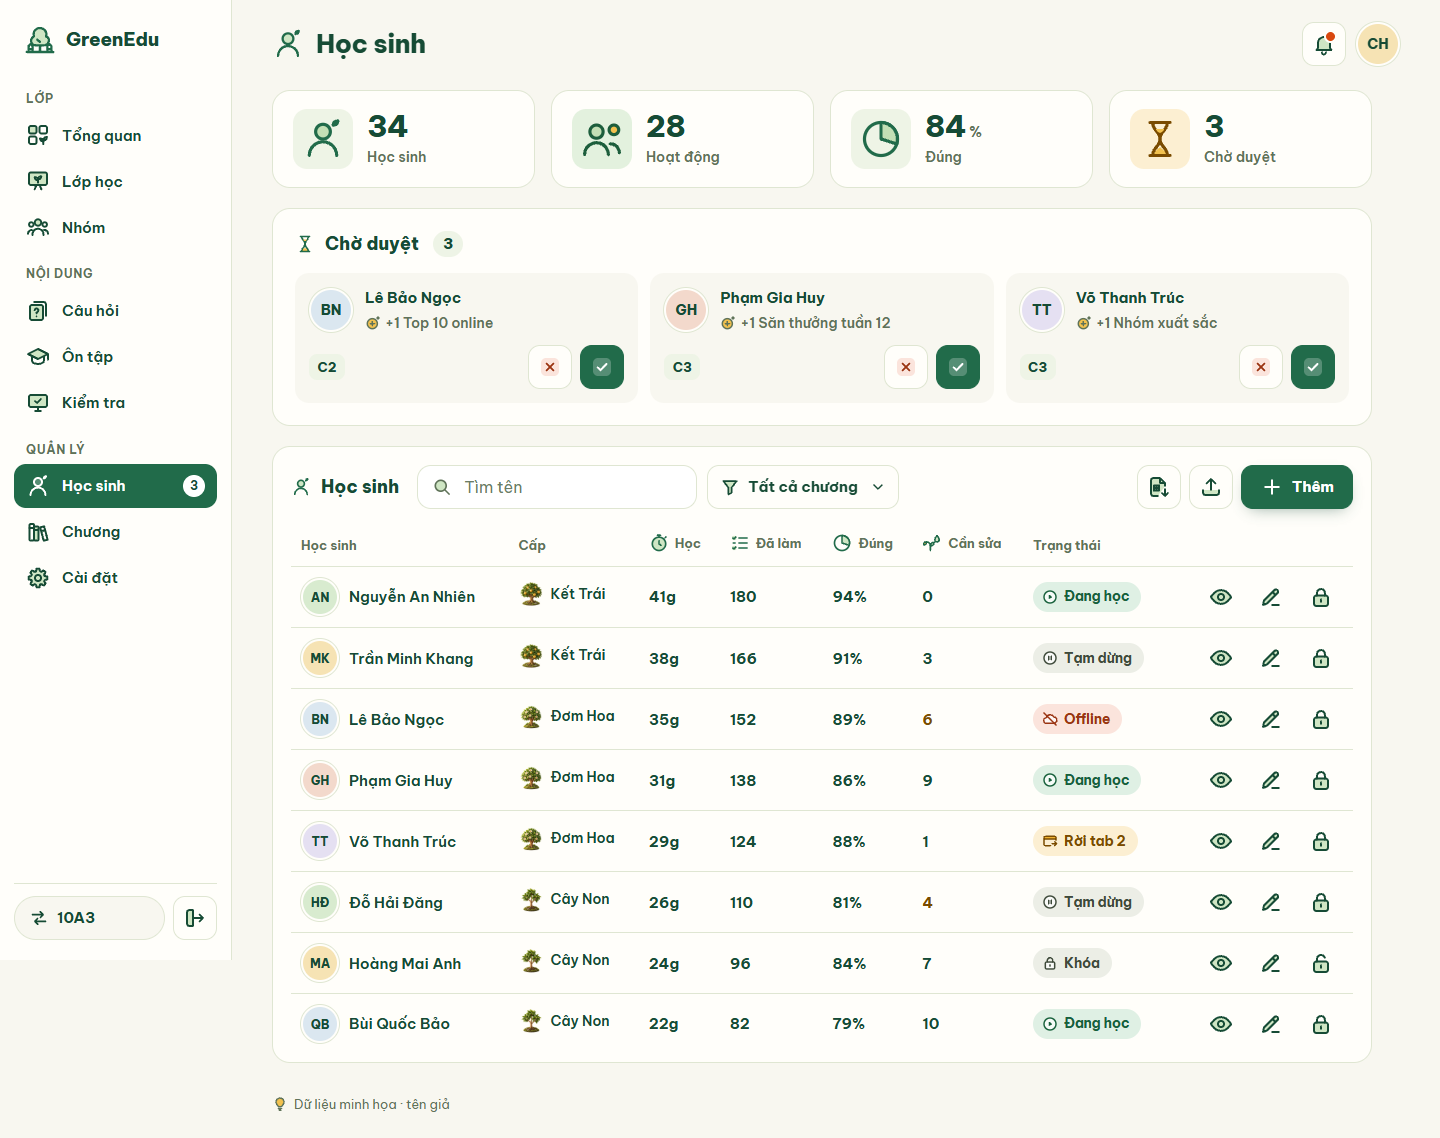 GreenEdu
LỚP
Tổng quan
Lớp học
Nhóm
NỘI DUNG
Câu hỏi
Ôn tập
Kiểm tra
QUẢN LÝ
Học sinh 3
Chương
Cài đặt
10A3
Học sinh
CH
34
Học sinh
28
Hoạt động
84 %
Đúng
3
Chờ duyệt
Chờ duyệt 3
BN Lê Bảo Ngọc
+1 Top 10 online
C2
GH Phạm Gia Huy
+1 Săn thưởng tuần 12
C3
TT Võ Thanh Trúc
+1 Nhóm xuất sắc
C3
Học sinh Tìm tên Tất cả chương Thêm
Học sinh Cấp Học Đã làm Đúng Cần sửa Trạng thái
AN Nguyễn An Nhiên Kết Trái 41g 180 94% 0 Đang học
MK Trần Minh Khang Kết Trái 38g 166 91% 3 Tạm dừng
BN Lê Bảo Ngọc Đơm Hoa 35g 152 89% 6 Offline
GH Phạm Gia Huy Đơm Hoa 31g 138 86% 9 Đang học
TT Võ Thanh Trúc Đơm Hoa 29g 124 88% 1 Rời tab 2
HĐ Đỗ Hải Đăng Cây Non 26g 110 81% 4 Tạm dừng
MA Hoàng Mai Anh Cây Non 24g 96 84% 7 Khóa
QB Bùi Quốc Bảo Cây Non 22g 82 79% 10 Đang học
Dữ liệu minh họa · tên giả